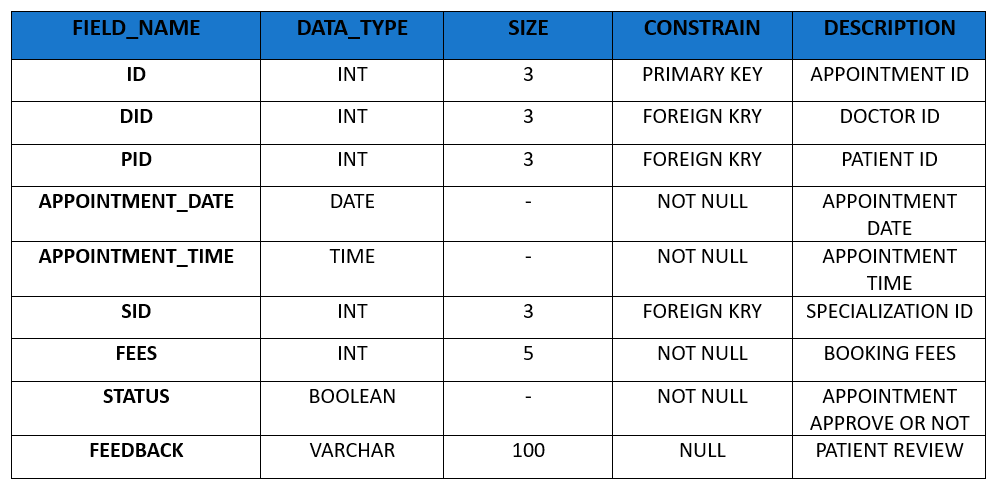 FIELD_NAME DATA_TYPE SIZE CONSTRAIN DESCRIPTION
ID INT 3 PRIMARY KEY APPOINTMENT ID
DID INT 3 FOREIGN KRY DOCTOR ID
PID INT 3 FOREIGN KRY PATIENT ID
APPOINTMENT_DATE DATE - NOT NULL APPOINTMENT
DATE
APPOINTMENT_TIME TIME - NOT NULL APPOINTMENT
TIME
SID INT 3 FOREIGN KRY SPECIALIZATION ID
FEES INT 5 NOT NULL BOOKING FEES
STATUS BOOLEAN - NOT NULL APPOINTMENT
APPROVE OR NOT
FEEDBACK VARCHAR 100 NULL PATIENT REVIEW